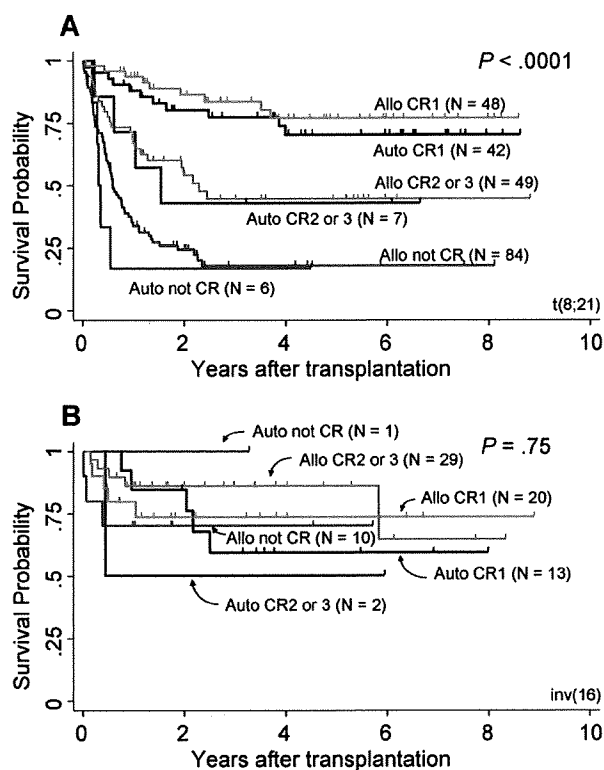 A
P < .0001
Survival Probability
1
.75
.5
.25
0
Allo CR1 (N = 48)
Auto CR1 (N = 42)
Allo CR2 or 3 (N = 49)
Auto CR2 or 3 (N = 7)
Allo not CR (N = 84)
Auto not CR (N = 6)
t(8;21)
0 2 4 6 8 10
Years after transplantation
B
P = .75
Survival Probability
1
.75
.5
.25
0
Auto not CR (N = 1)
Allo CR2 or 3 (N = 29)
Allo CR1 (N = 20)
Allo not CR (N = 10)
Auto CR1 (N = 13)
Auto CR2 or 3 (N = 2)
inv(16)
0 2 4 6 8 10
Years after transplantation